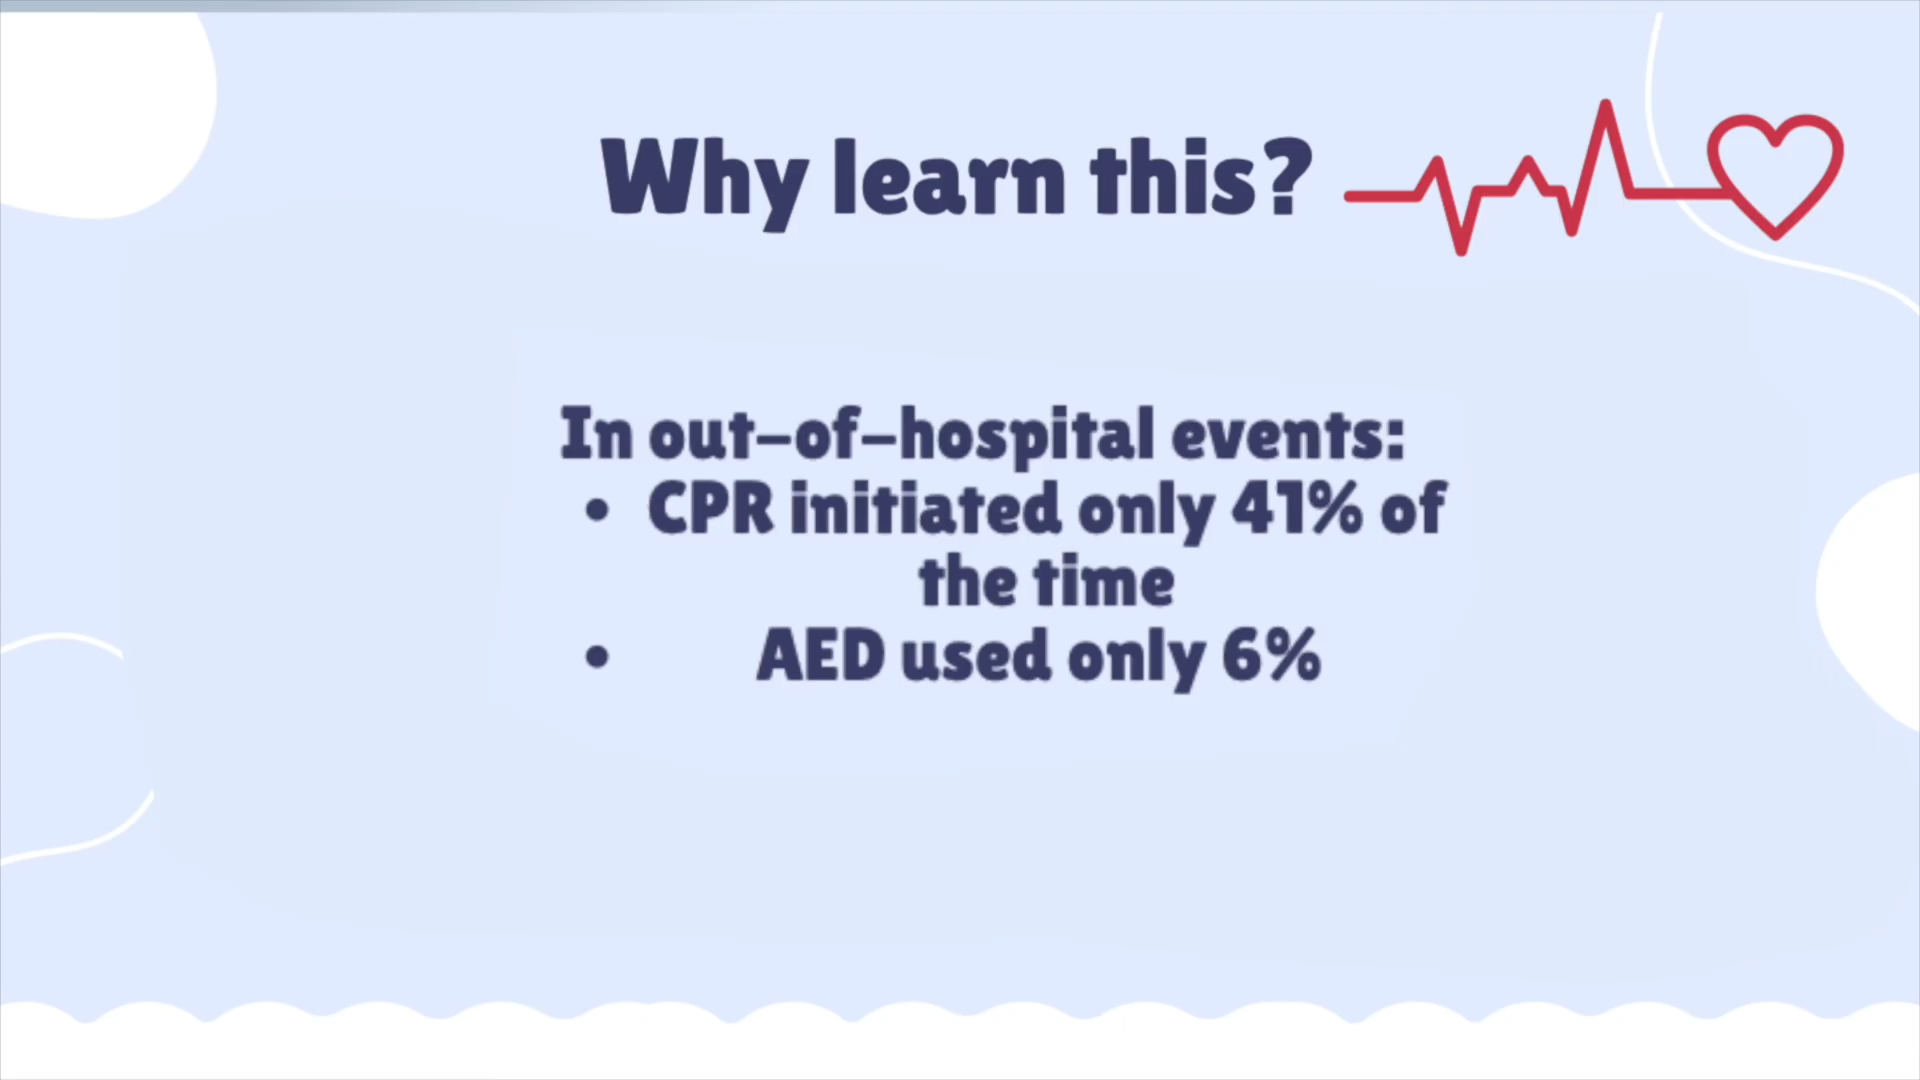 Why learn this?
In out-of-hospital events:
• CPR initiated only 41% of
the time
• AED used only 6%